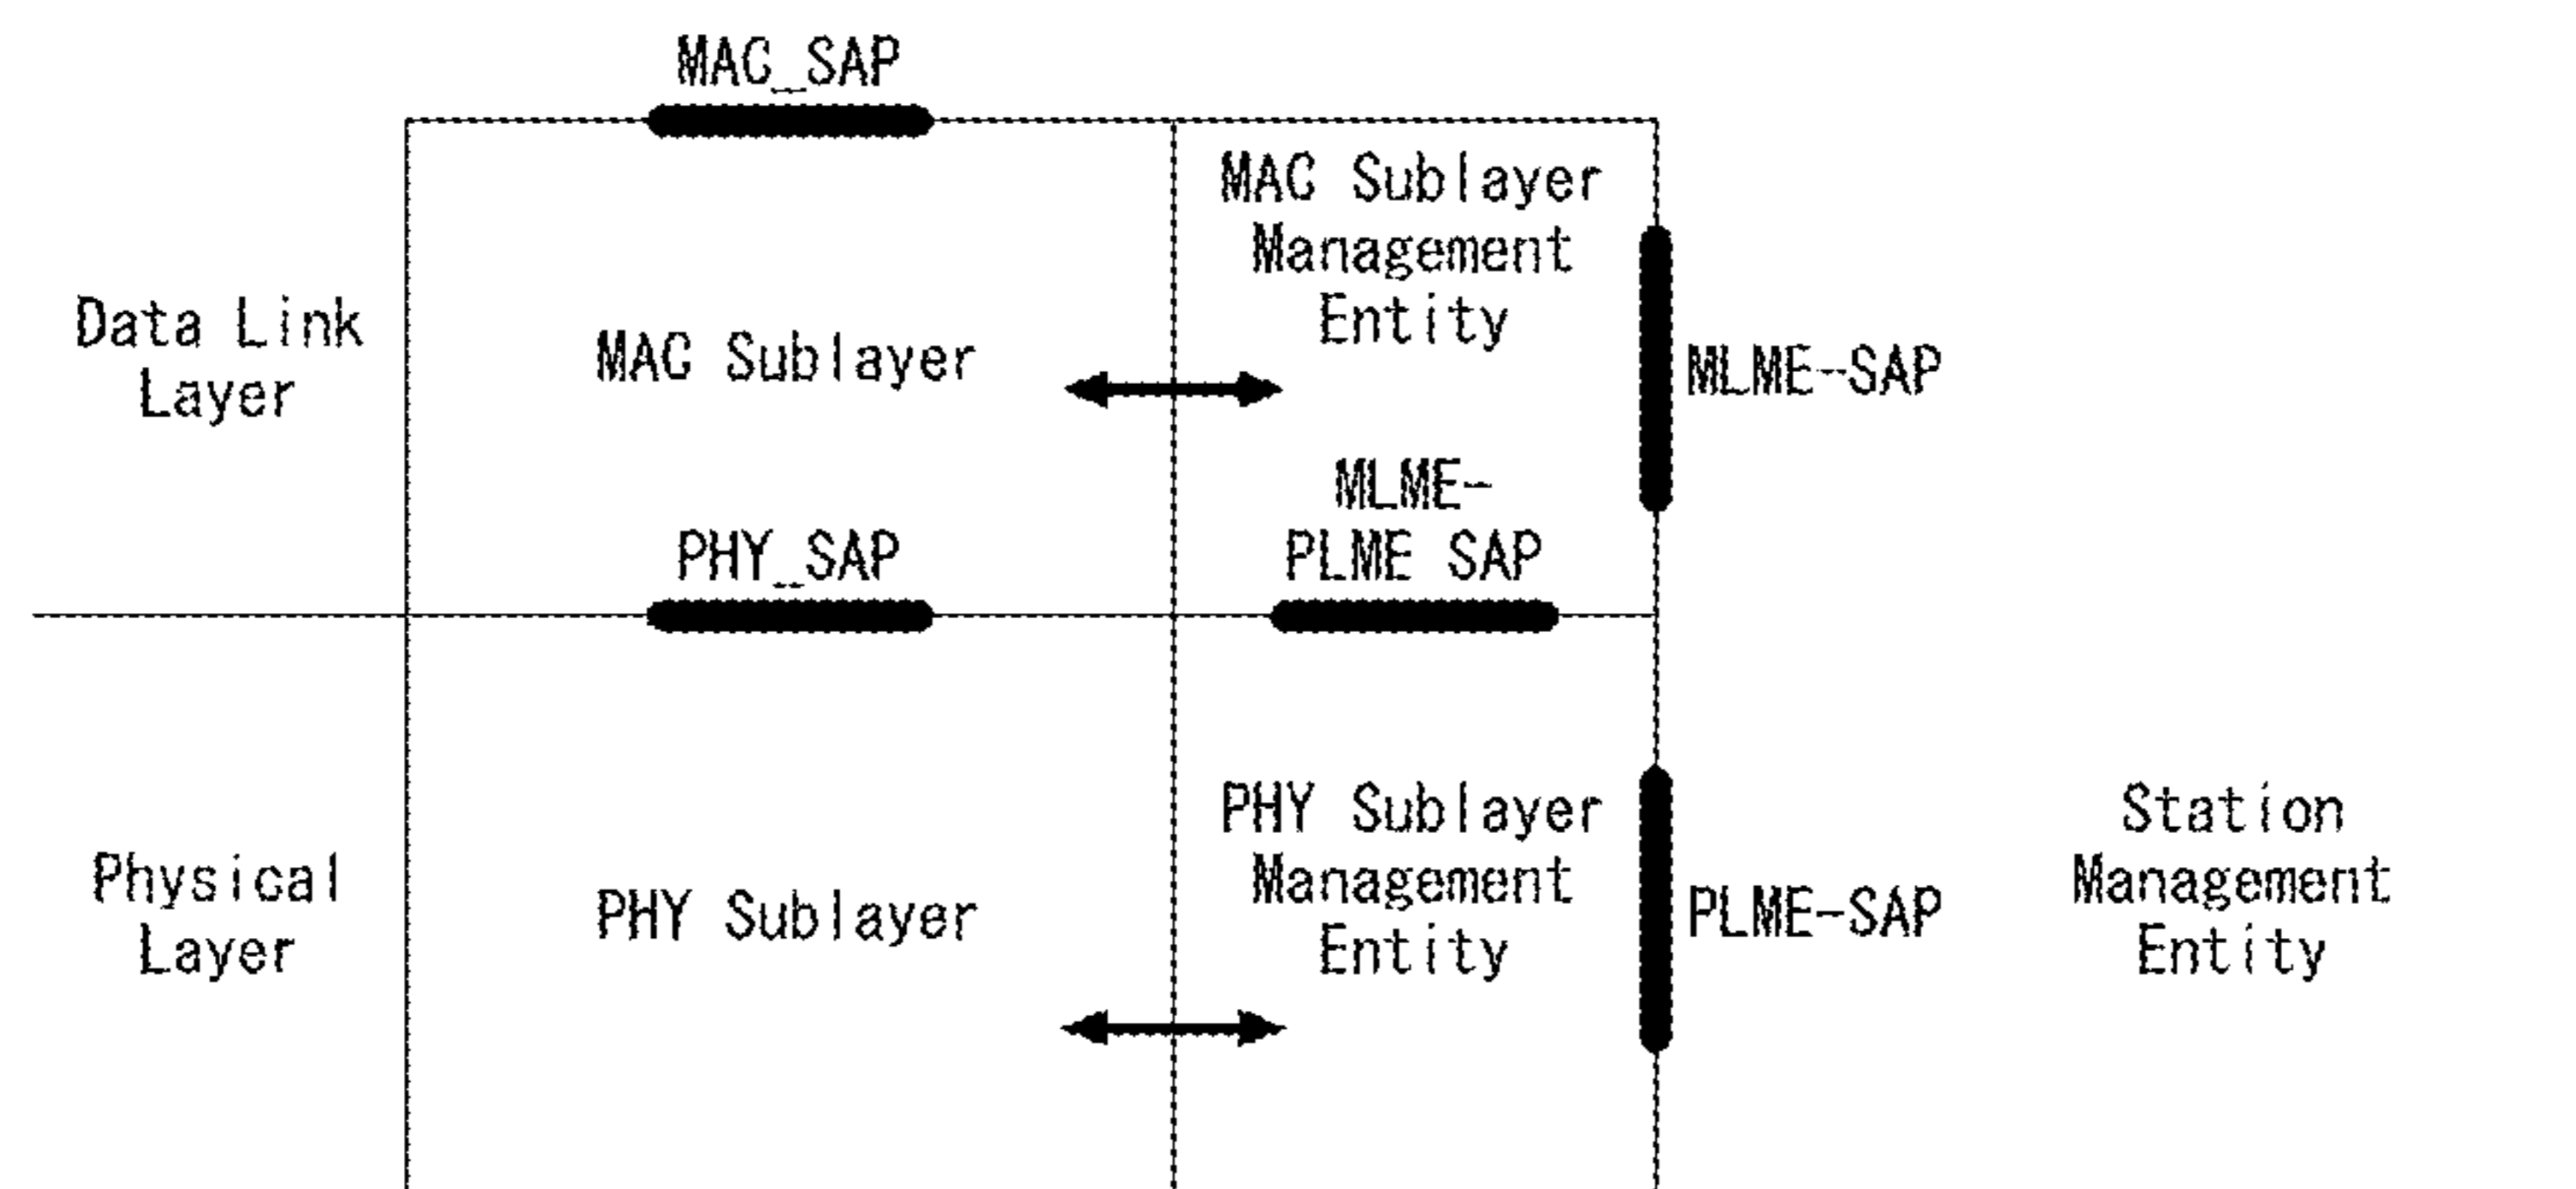 MAC_SAP
MAC Sublayer
Management
Entity
Data Link
Layer
MAC Sublayer
MLME-SAP
MLME-
PLME SAP
PHY_SAP
PHY Sublayer
Management
Entity
Physical
Layer
PHY Sublayer
PLME-SAP
Station
Management
Entity